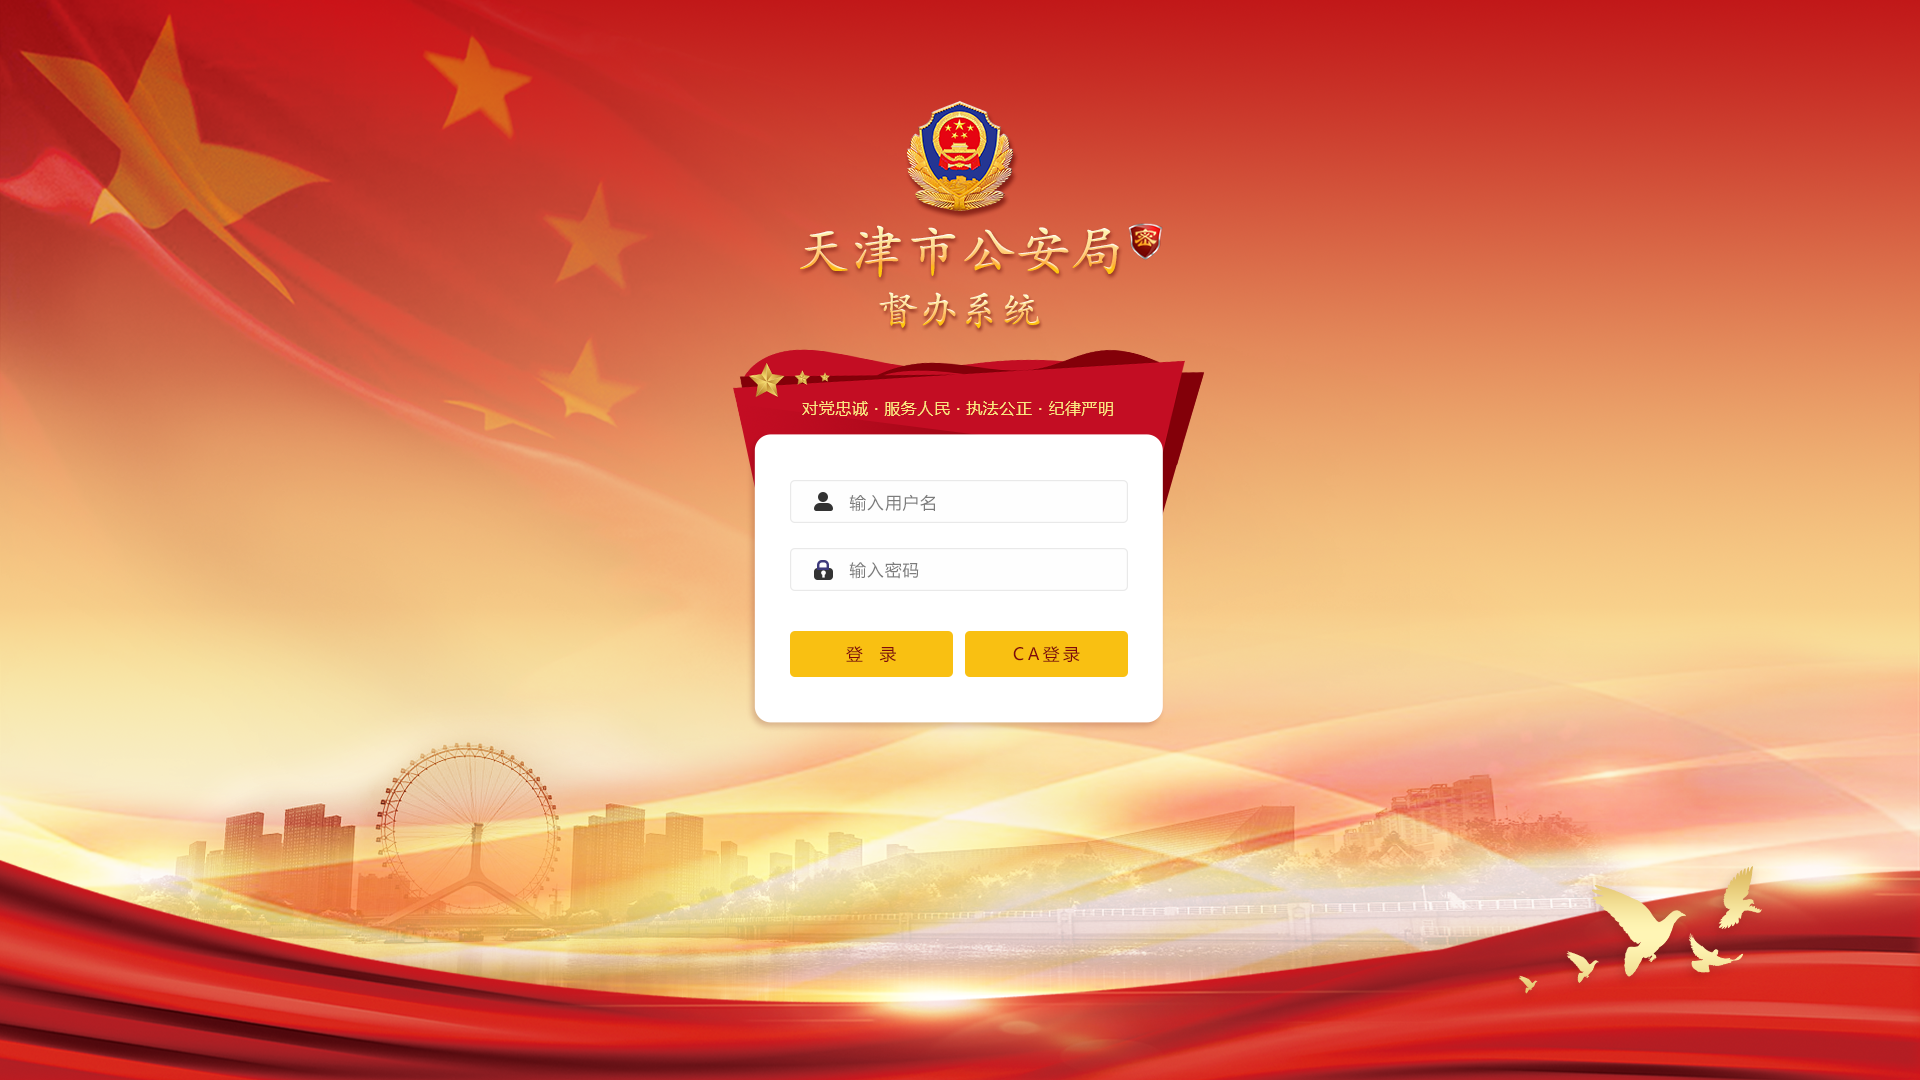 天津市公安局
密
督办系统
对党忠诚 · 服务人民 · 执法公正 · 纪律严明
输入用户名
输入密码
登 录
CA登录